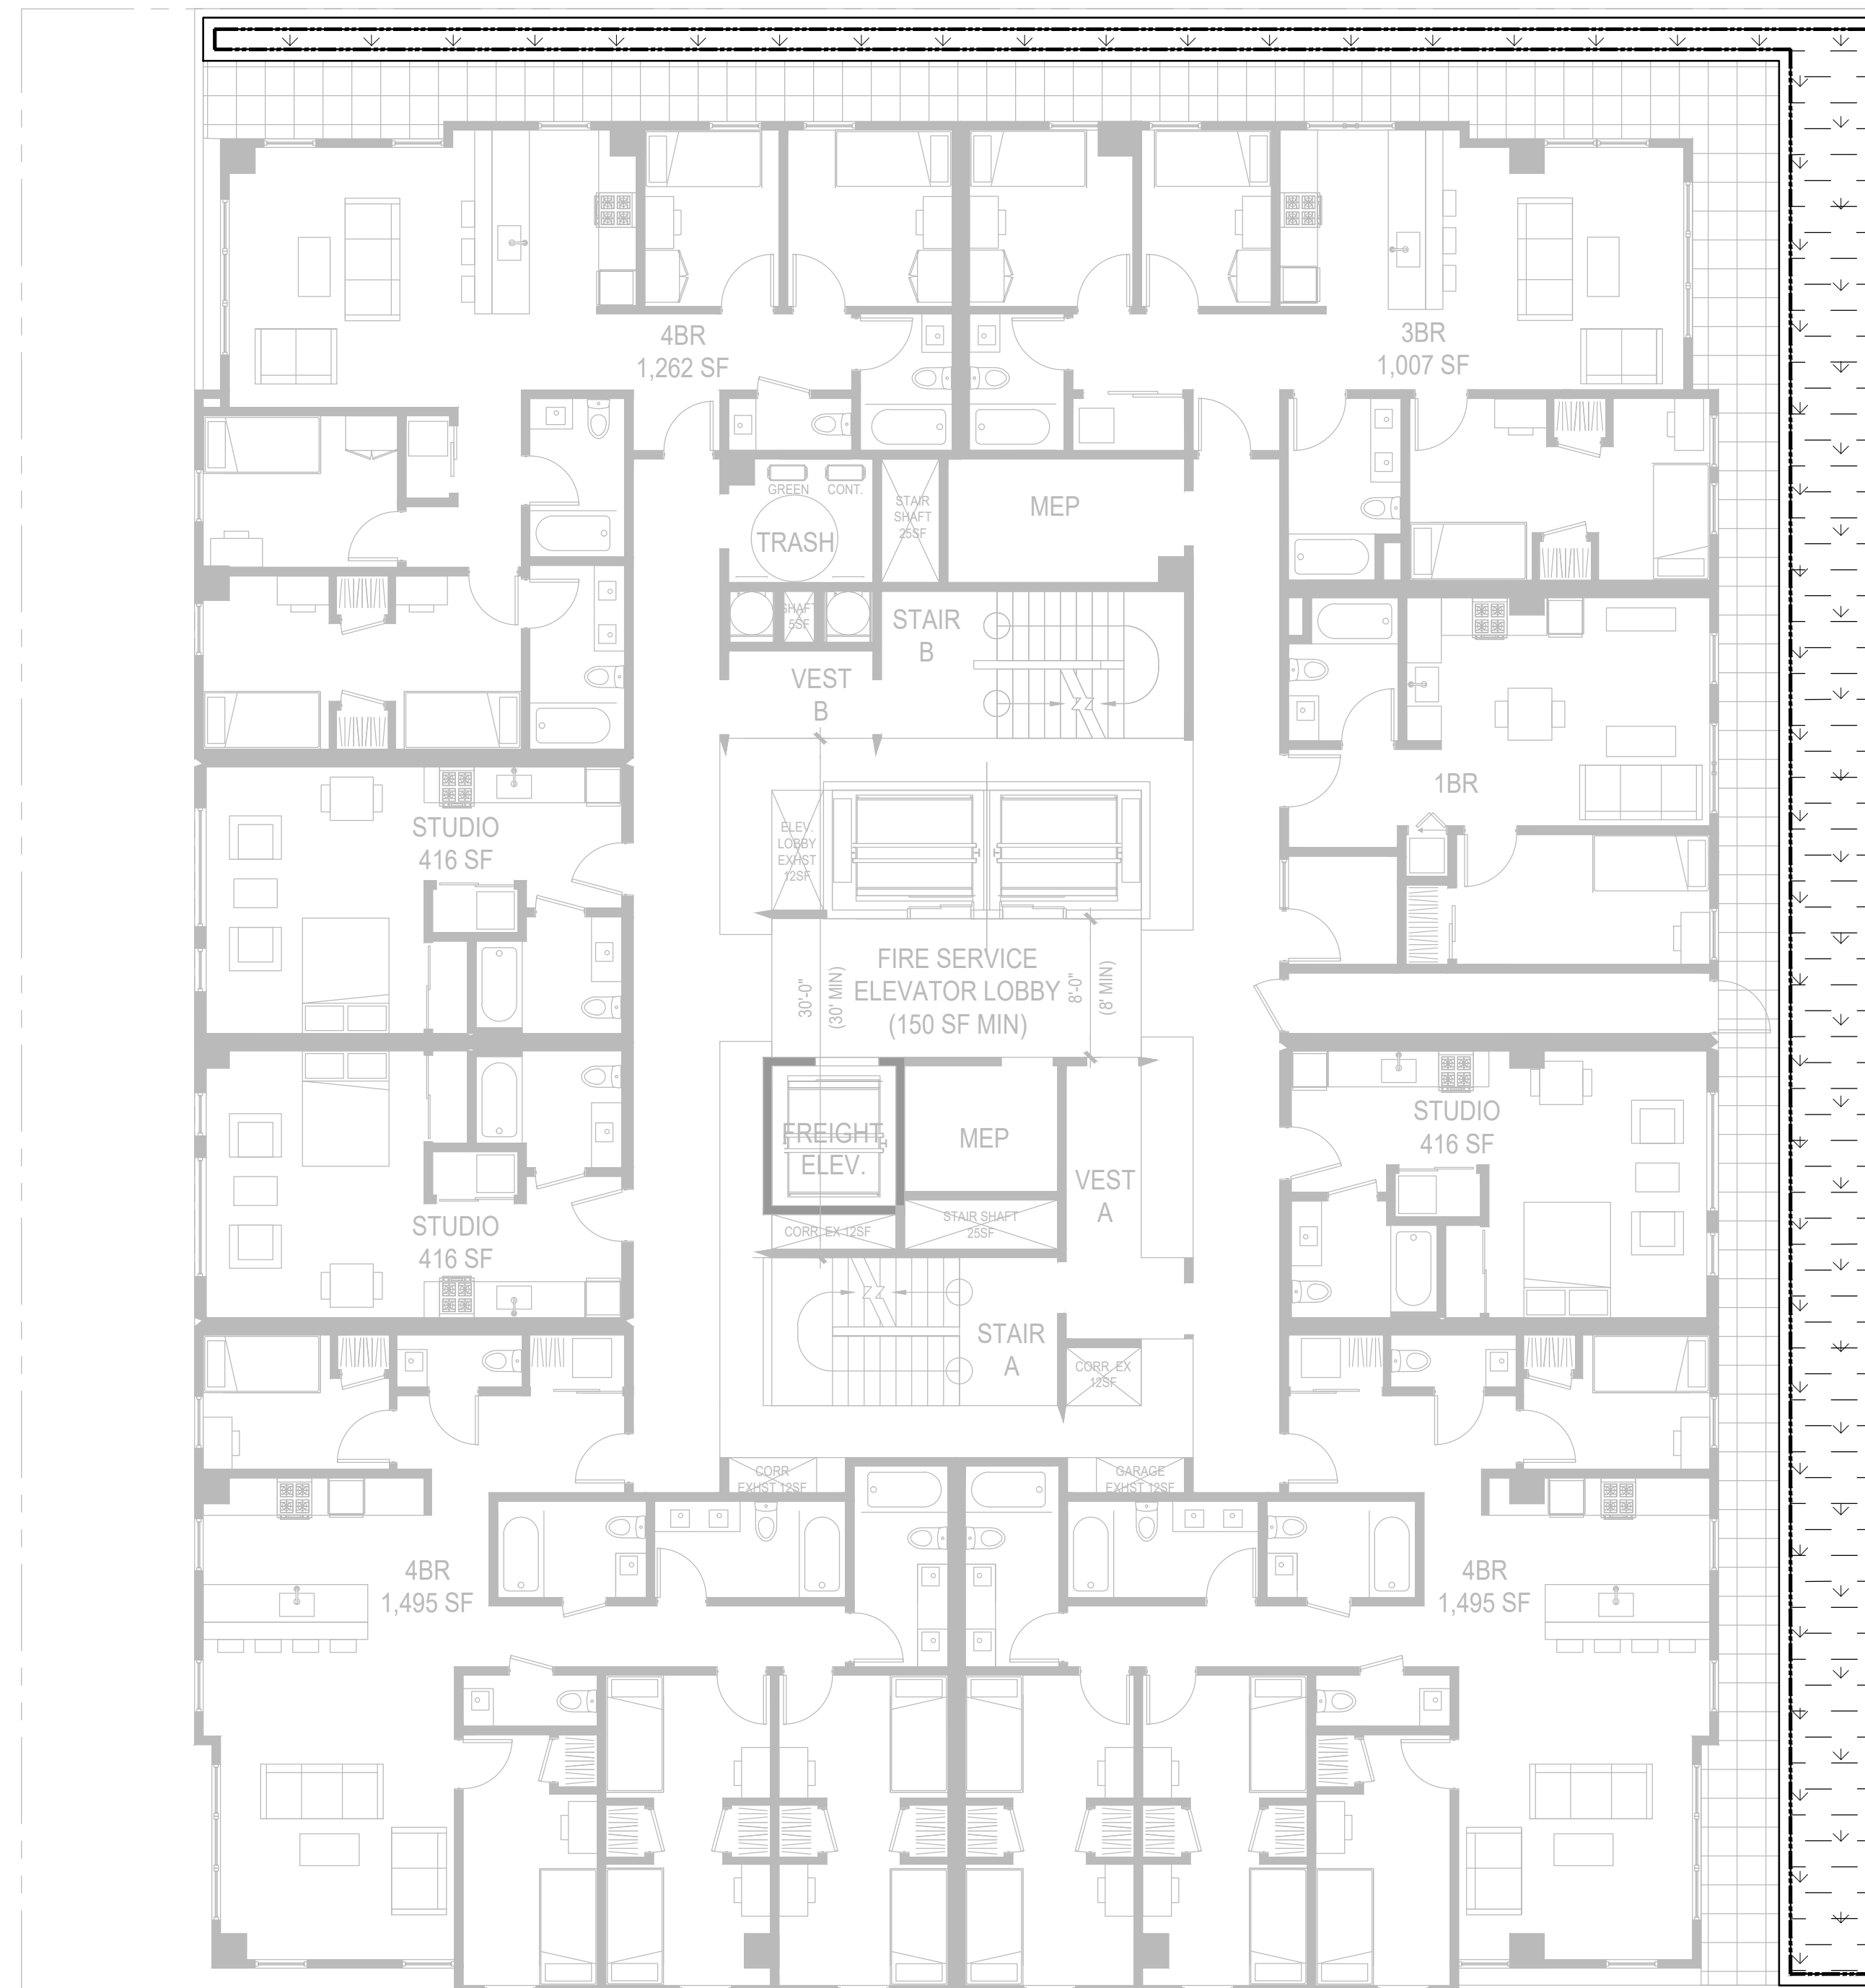 4BR
1,262 SF
3BR
1,007 SF
GREEN
CONT.
TRASH
STAIR
SHAFT
25SF
MEP
SHAF
5SF
STAIR
B
VEST
B
1BR
STUDIO
416 SF
ELEV.
LOBBY
EXHST
12SF
FIRE SERVICE
ELEVATOR LOBBY
(150 SF MIN)
30'-0"
(30' MIN)
8'-0"
(8' MIN)
FREIGHT
ELEV.
MEP
VEST
A
STUDIO
416 SF
STUDIO
416 SF
CORR. EX 12SF
STAIR SHAFT
25SF
STAIR
A
CORR. EX
12SF
CORR
EXHST 12SF
GARAGE
EXHST 12SF
4BR
1,495 SF
4BR
1,495 SF